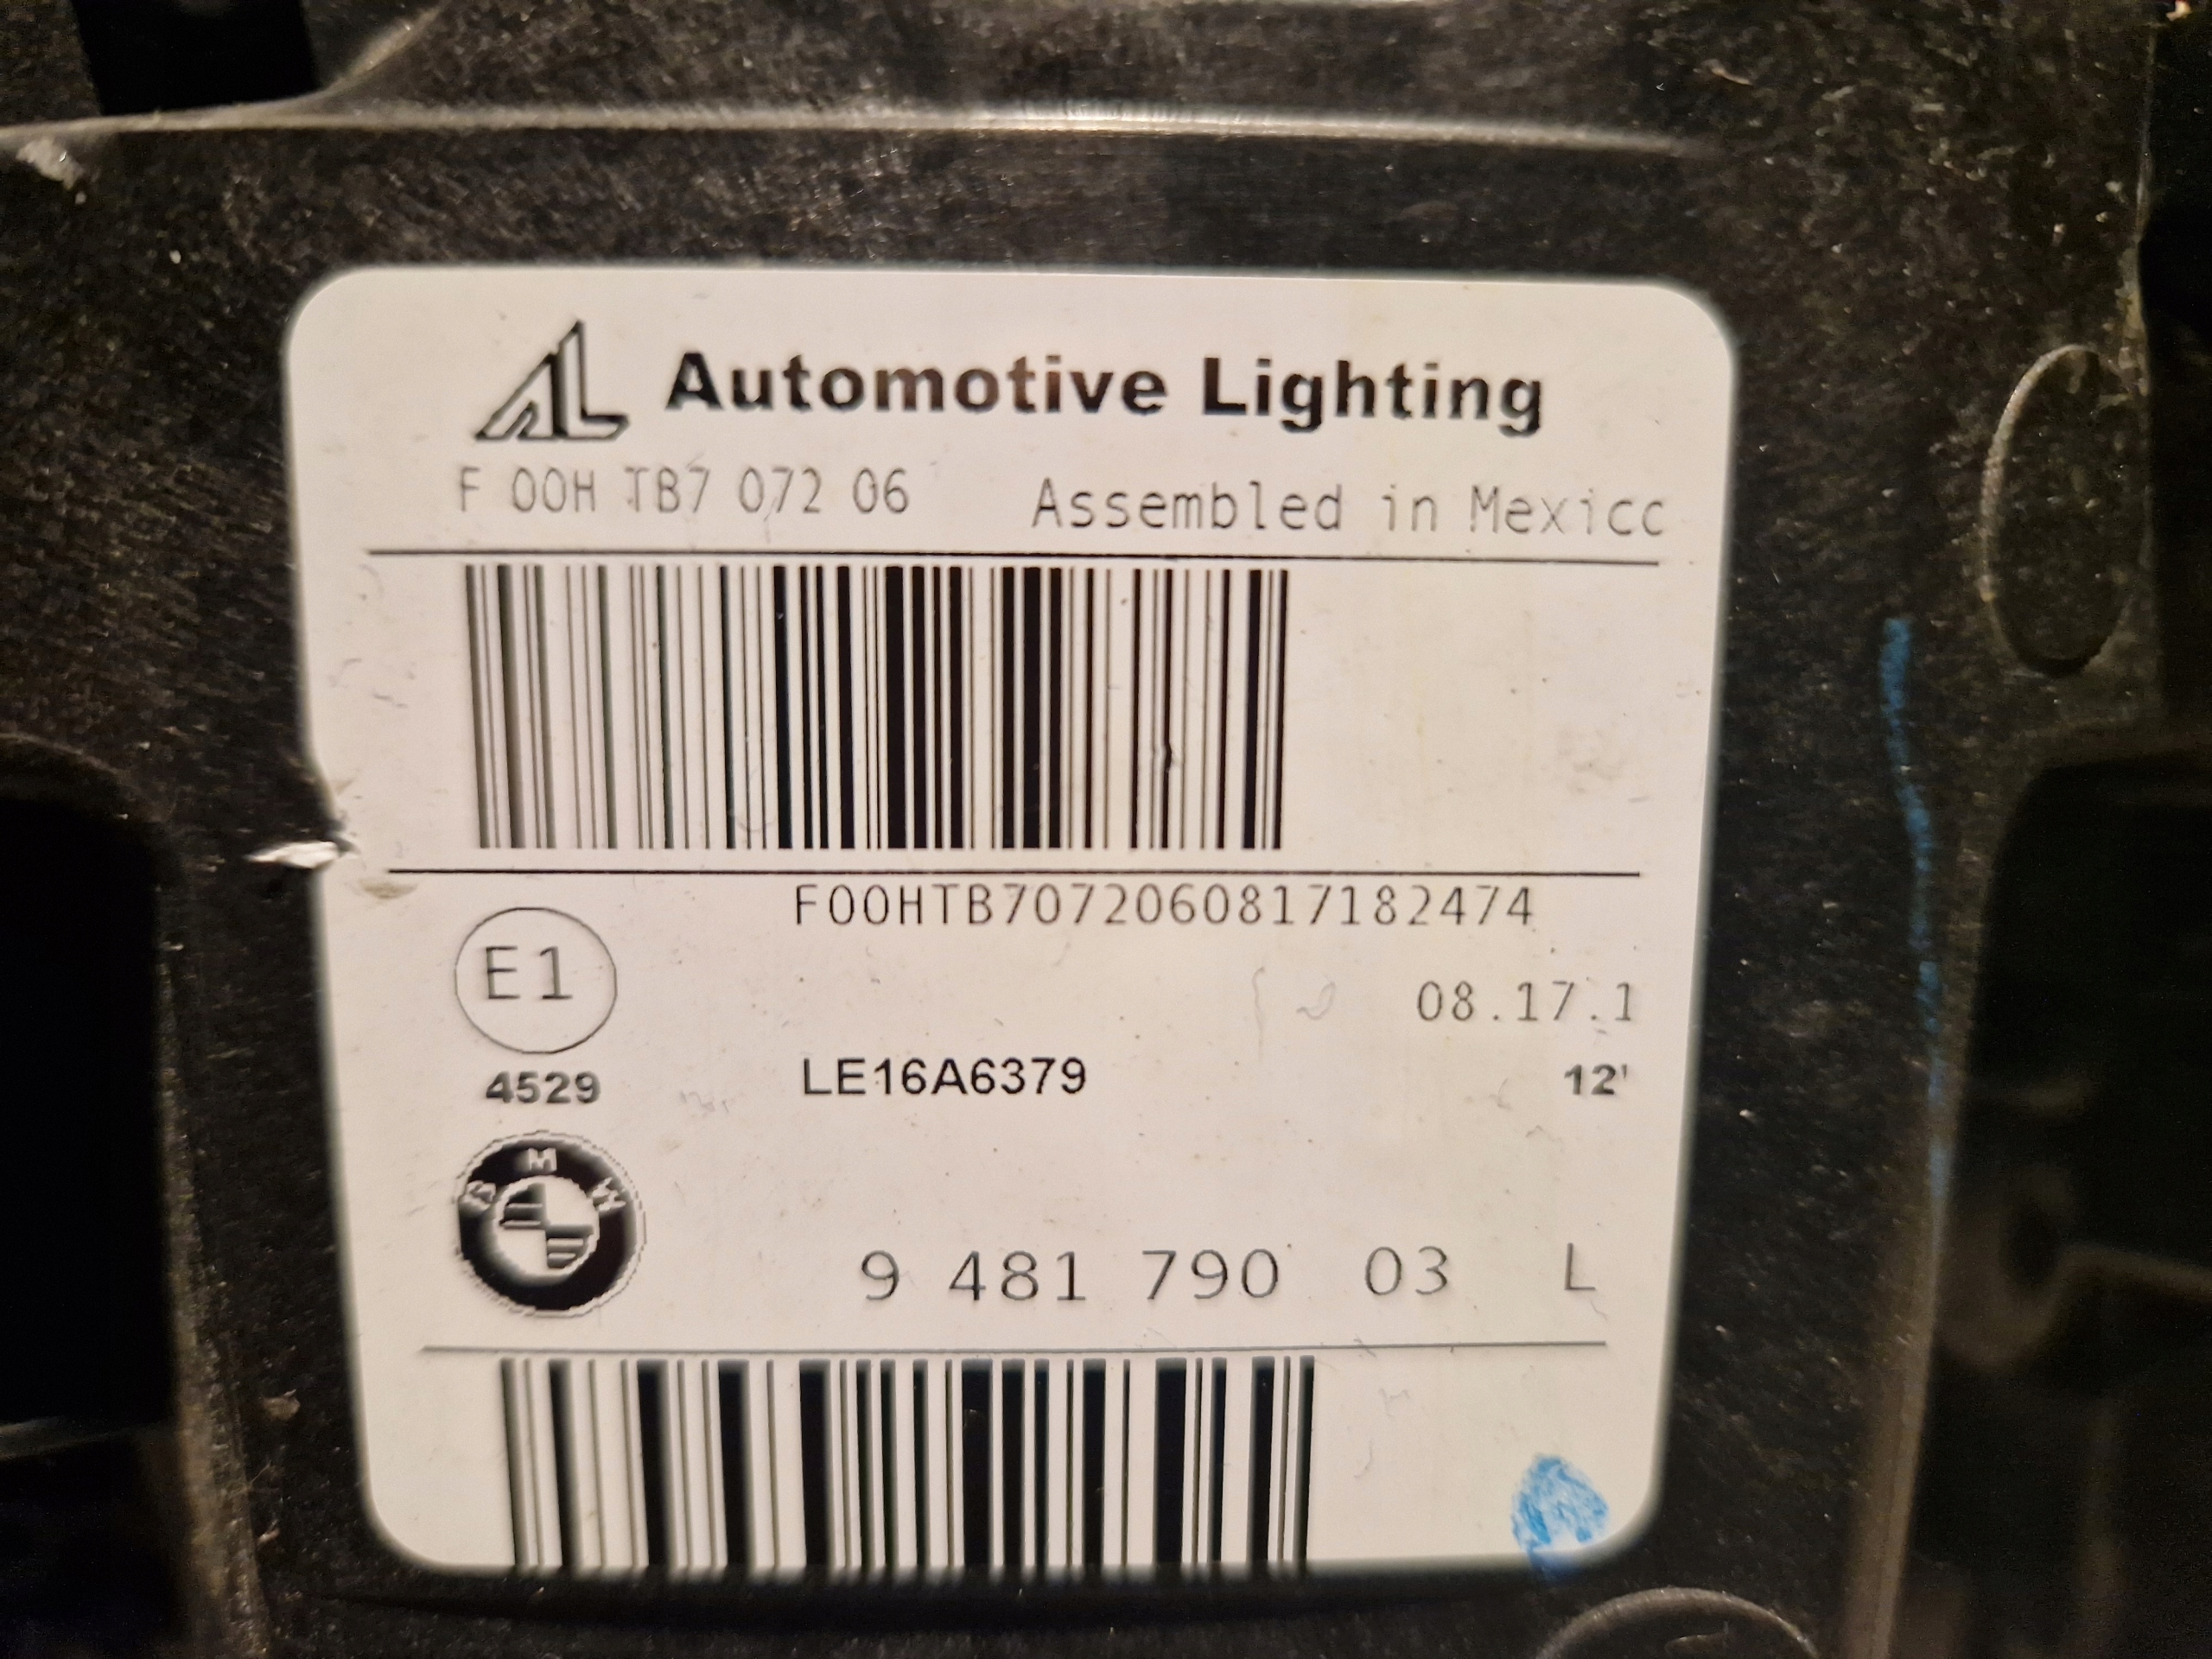 AL Automotive Lighting
F 00H TB7 072 06 Assembled in Mexicc
F00HTB7072060817182474
E1
08.17.1
4529 LE16A6379 12'
BMW
9 481 790 03 L